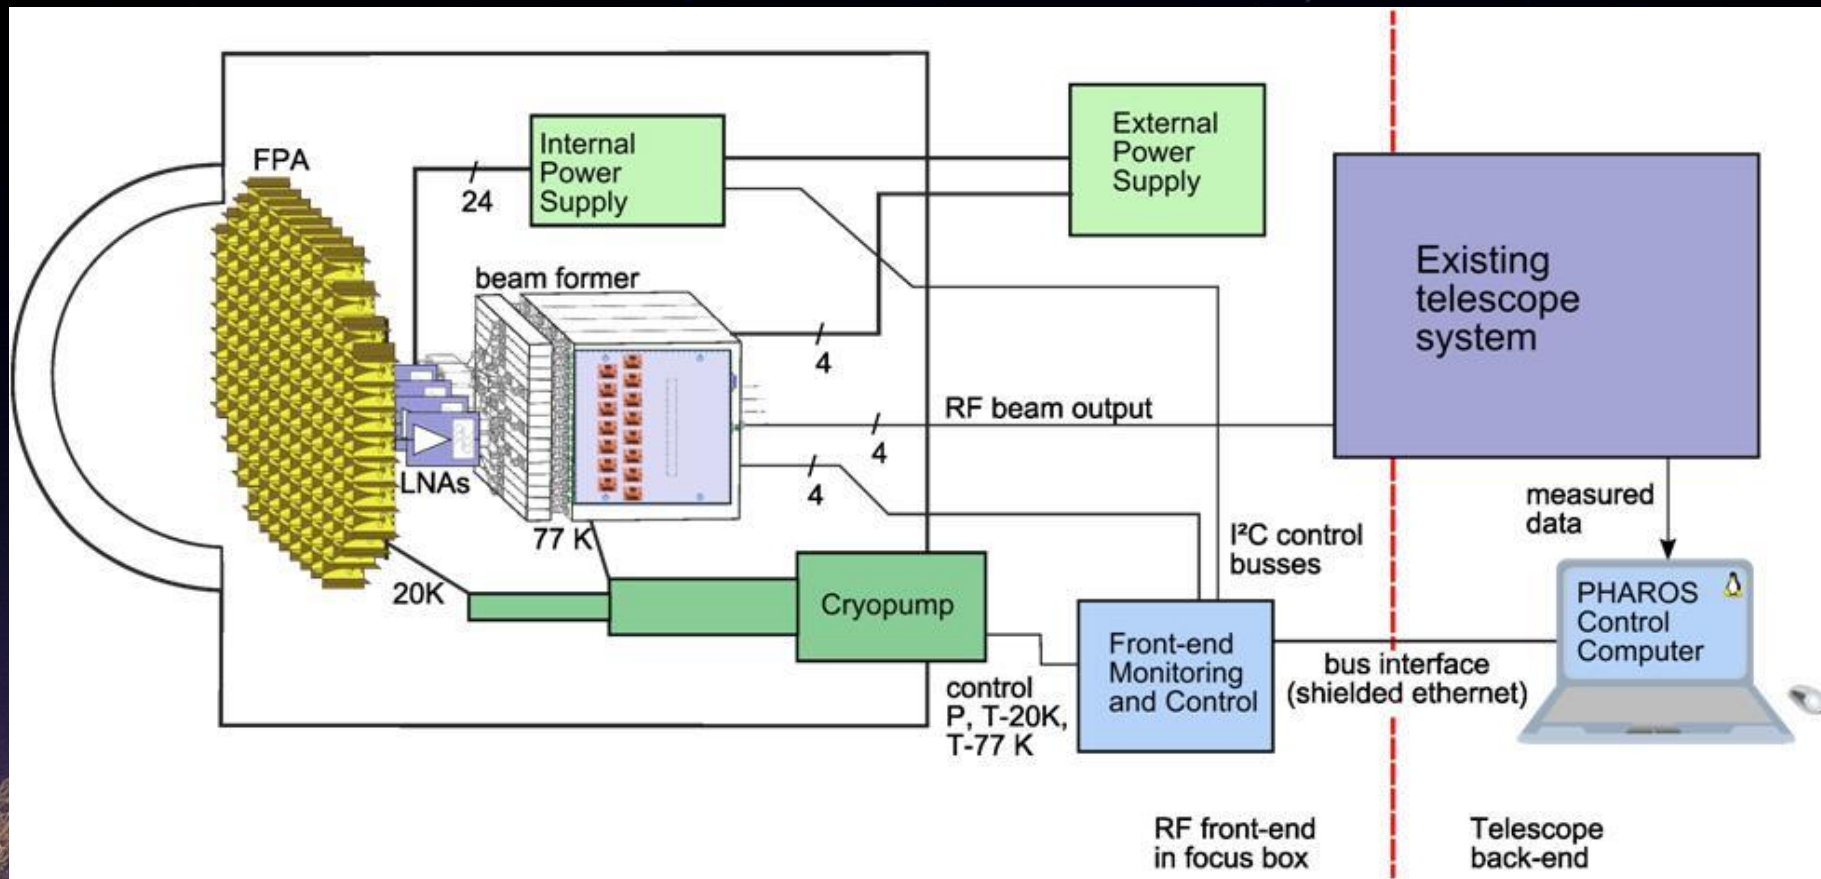 FPA
Internal
Power
Supply
24
External
Power
Supply
beam former
4
Existing
telescope
system
RF beam output
4
LNAs
4
77 K
20K
Cryopump
I²C control
busses
measured
data
PHAROS
Control
Computer
Front-end
Monitoring
and Control
bus interface
(shielded ethernet)
control
P, T-20K,
T-77 K
RF front-end
in focus box
Telescope
back-end